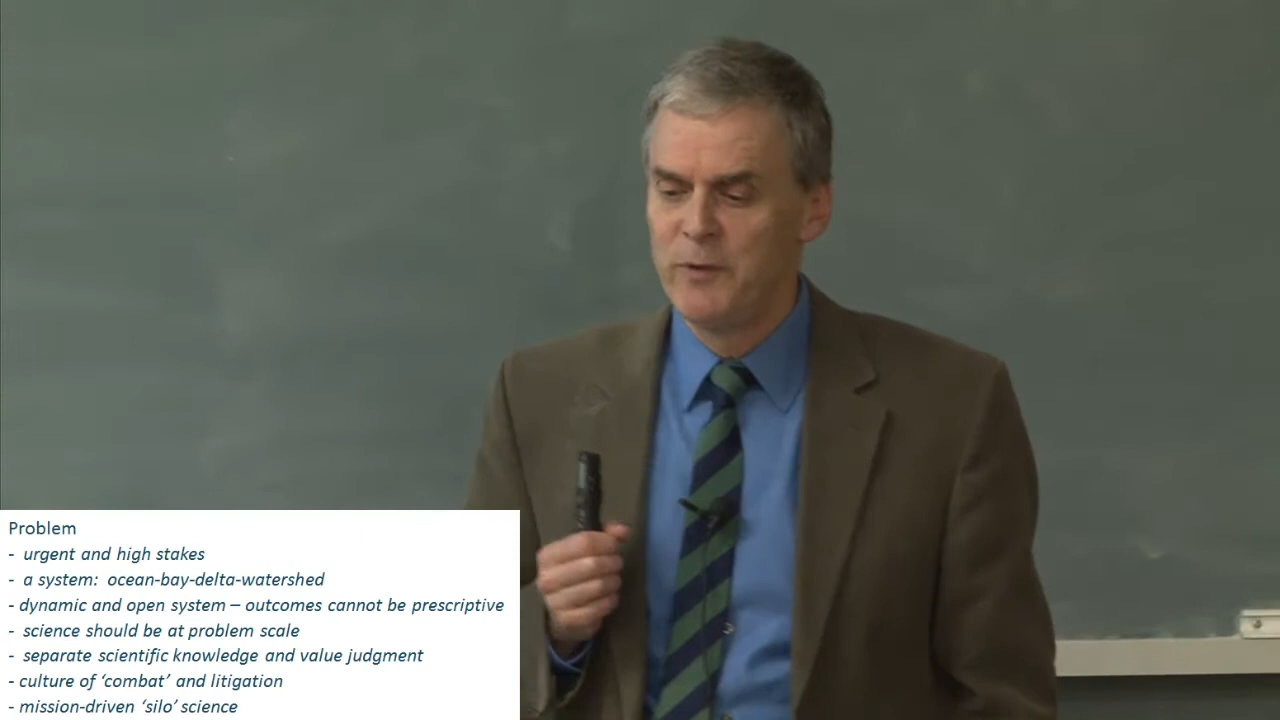 Problem
- urgent and high stakes
- a system: ocean-bay-delta-watershed
- dynamic and open system – outcomes cannot be prescriptive
- science should be at problem scale
- separate scientific knowledge and value judgment
- culture of ‘combat’ and litigation
- mission-driven ‘silo’ science